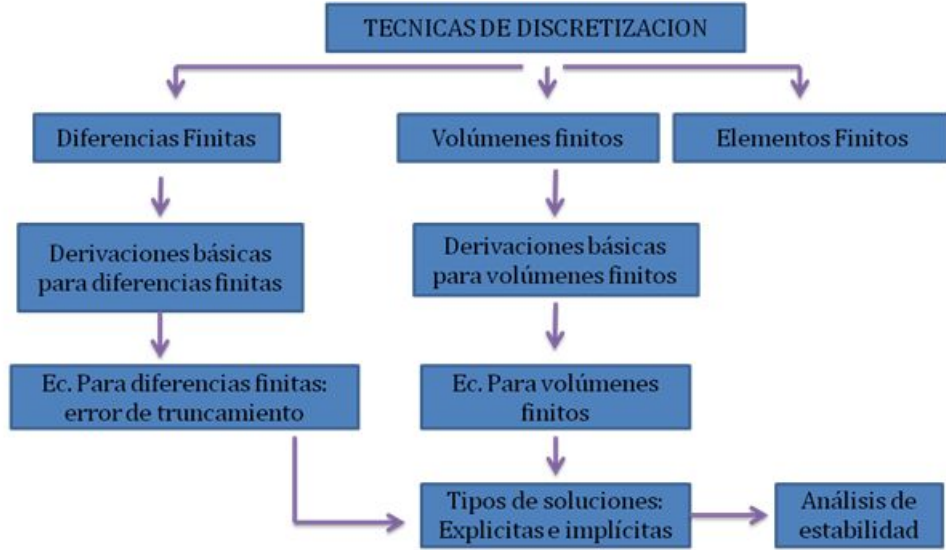 TECNICAS DE DISCRETIZACION
Diferencias Finitas
Volúmenes finitos
Elementos Finitos
Derivaciones básicas
para diferencias finitas
Derivaciones básicas
para volúmenes finitos
Ec. Para diferencias finitas:
error de truncamiento
Ec. Para volúmenes
finitos
Tipos de soluciones:
Explicitas e implícitas
Análisis de
estabilidad